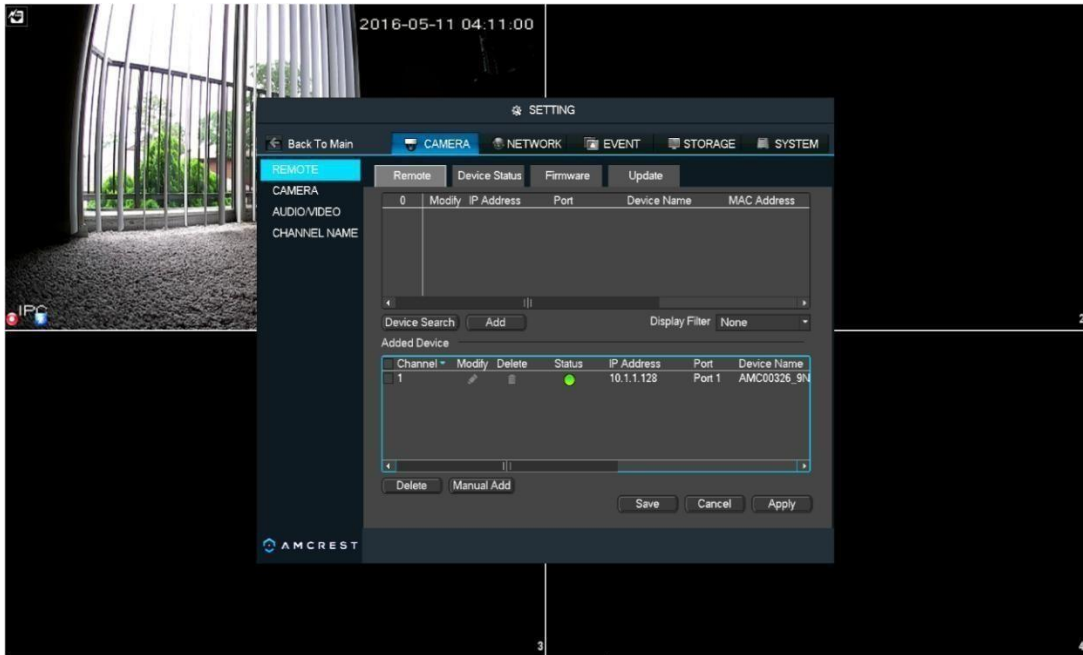 2016-05-11 04:11:00
SETTING
Back To Main CAMERA NETWORK EVENT STORAGE SYSTEM
REMOTE
CAMERA
AUDIO/VIDEO
CHANNEL NAME
Remote Device Status Firmware Update
0 Modify IP Address Port Device Name MAC Address
IPC
Device Search Add Display Filter None
2
Added Device
Channel Modify Delete Status IP Address Port Device Name
1 10.1.1.128 Port 1 AMC00326_9N
Delete Manual Add
Save Cancel Apply
AMCREST
3
4